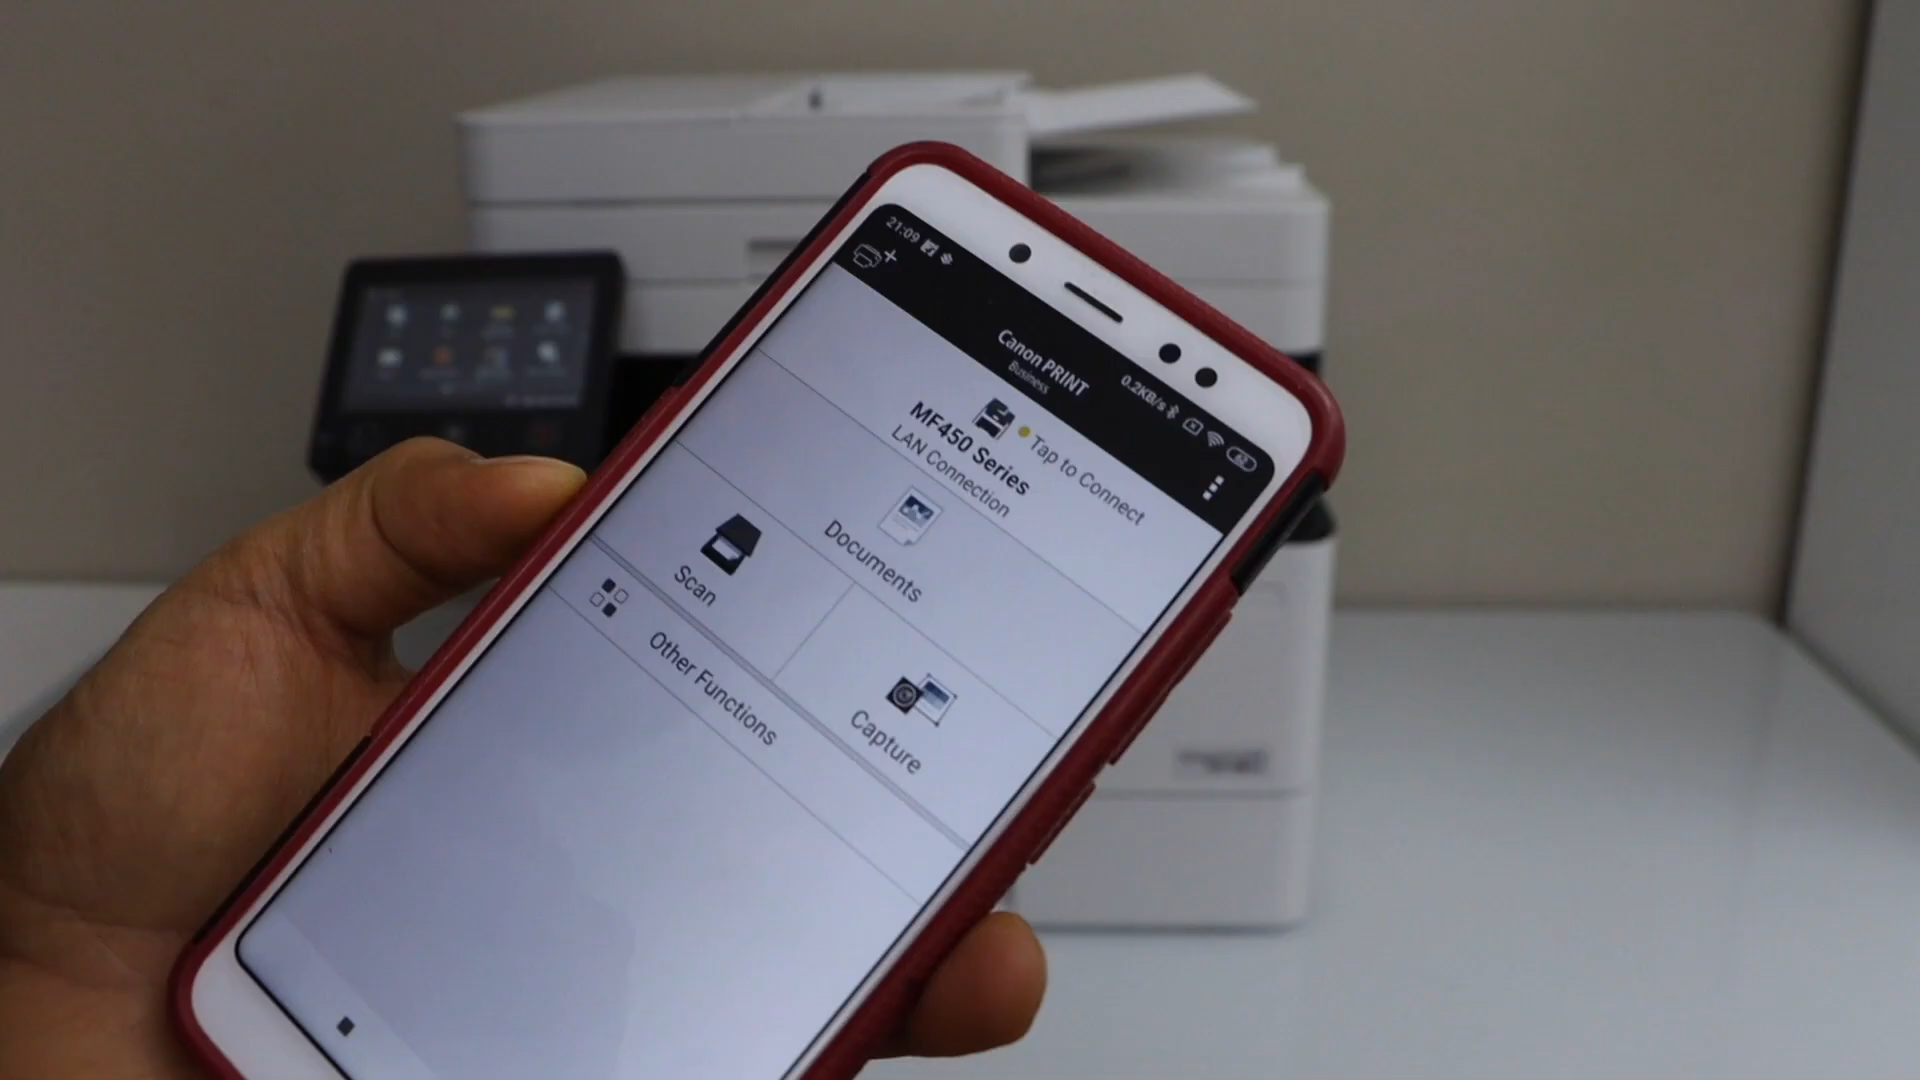 21:09
0.2KB/s
62
Canon PRINT
Business
Tap to Connect
MF450 Series
LAN Connection
Documents
Scan
Capture
Other Functions